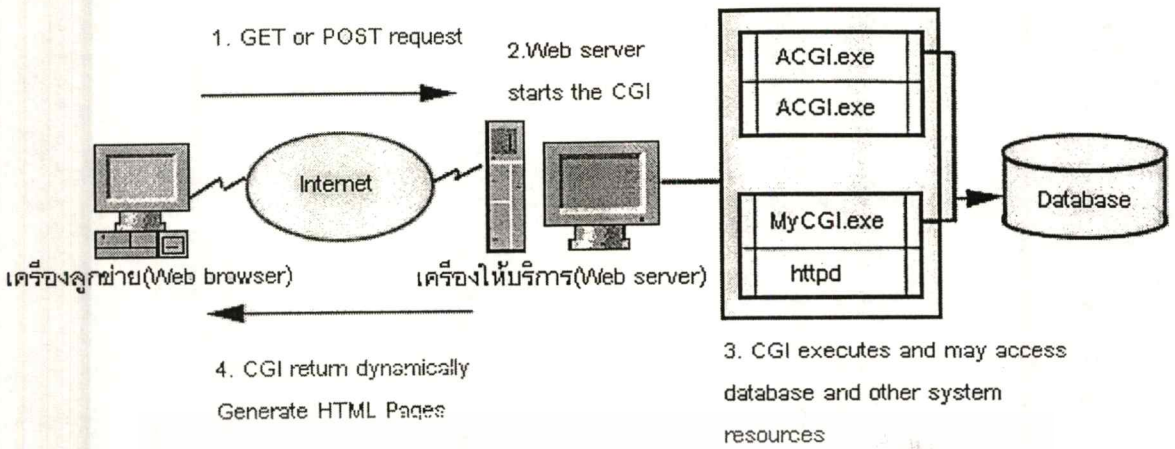 1. GET or POST request
2.Web server
starts the CGI
ACGI.exe
ACGI.exe
Internet
Database
MyCGI.exe
httpd
เครื่องลูกข่าย(Web browser)
เครื่องให้บริการ(Web server)
3. CGI executes and may access
database and other system
resources
4. CGI return dynamically
Generate HTML Pages